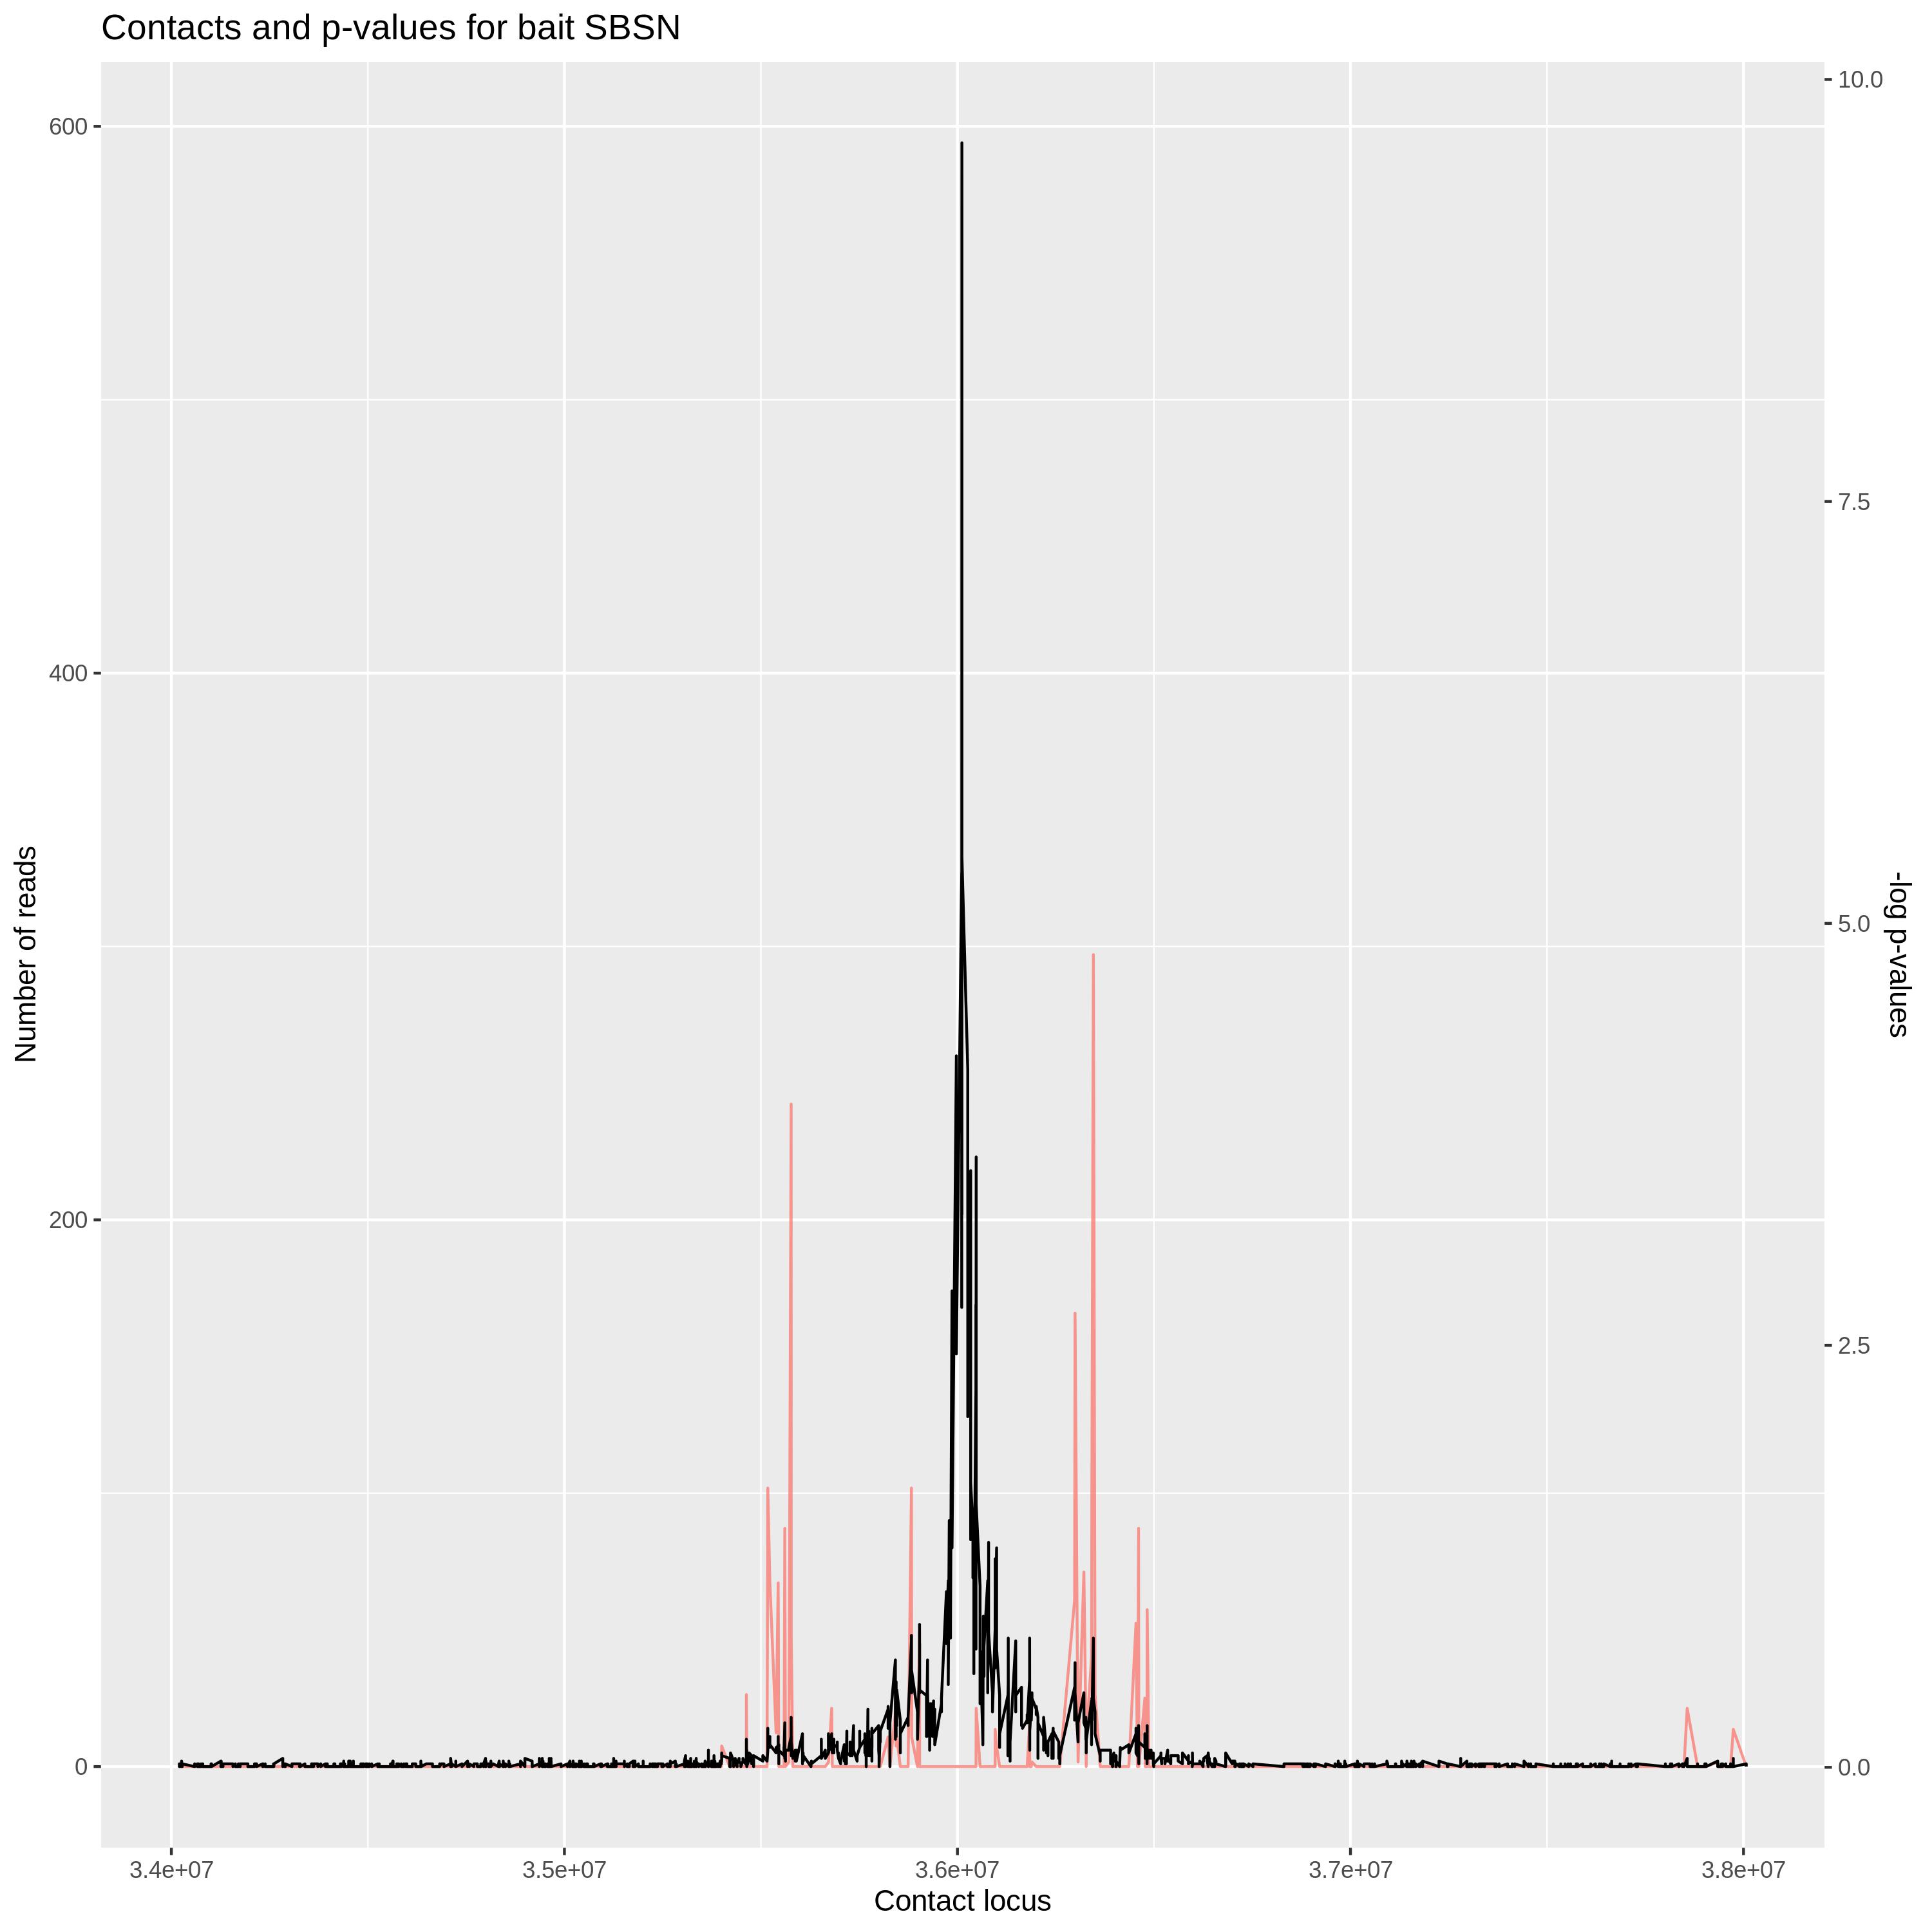 Contacts and p-values for bait SBSN
600
400
200
0
10.0
7.5
5.0
2.5
0.0
Number of reads
-log p-values
3.4e+07
3.5e+07
3.6e+07
3.7e+07
3.8e+07
Contact locus